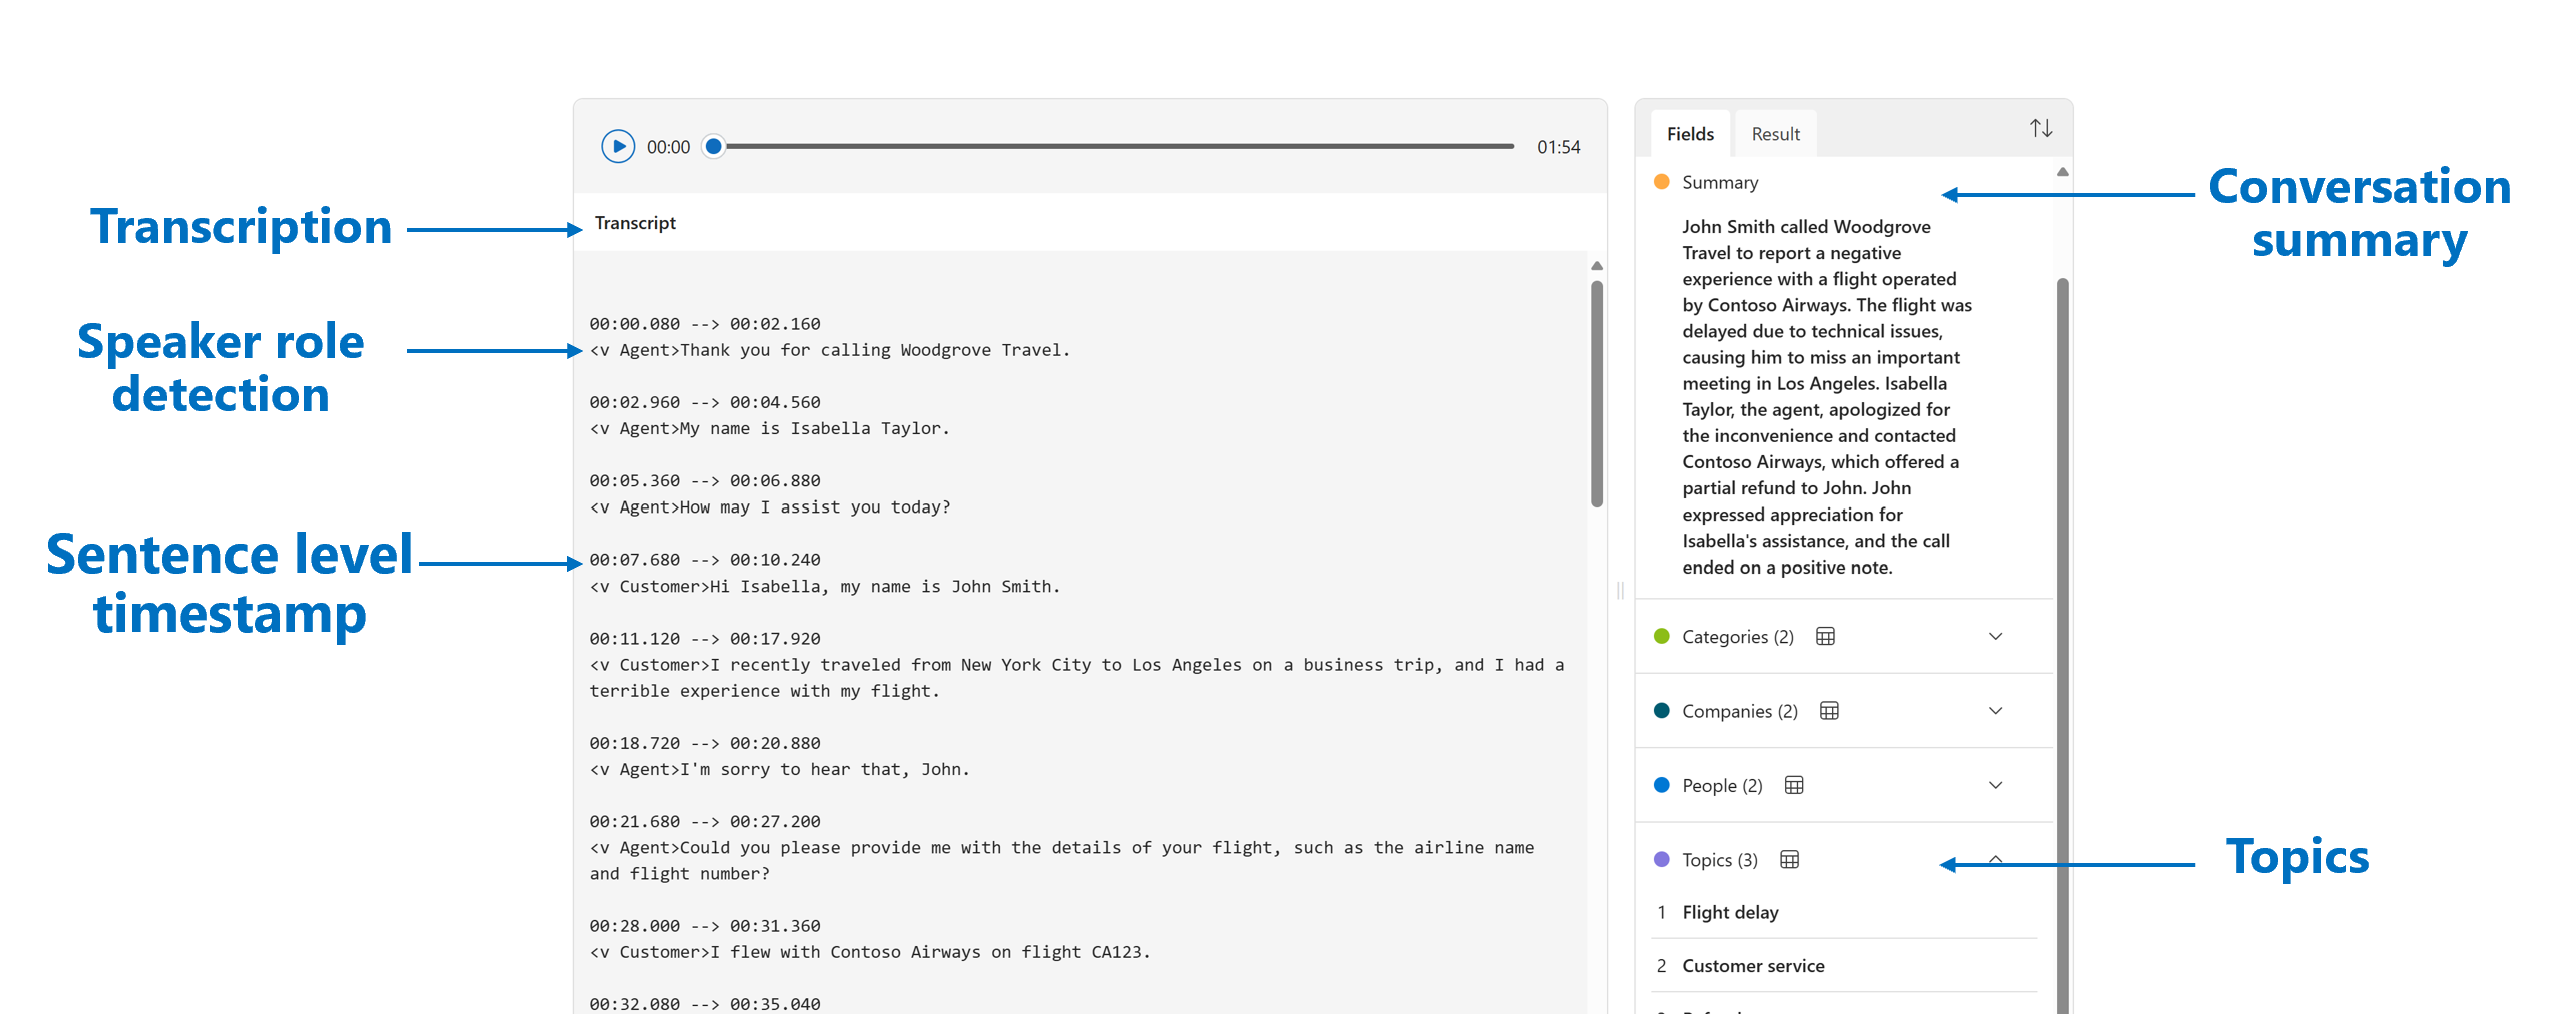 Transcription
Speaker role
detection
Sentence level
timestamp
00:00
01:54
Transcript
00:00.080 --> 00:02.160
<v Agent>Thank you for calling Woodgrove Travel.
00:02.960 --> 00:04.560
<v Agent>My name is Isabella Taylor.
00:05.360 --> 00:06.880
<v Agent>How may I assist you today?
00:07.680 --> 00:10.240
<v Customer>Hi Isabella, my name is John Smith.
00:11.120 --> 00:17.920
<v Customer>I recently traveled from New York City to Los Angeles on a business trip, and I had a
terrible experience with my flight.
00:18.720 --> 00:20.880
<v Agent>I'm sorry to hear that, John.
00:21.680 --> 00:27.200
<v Agent>Could you please provide me with the details of your flight, such as the airline name
and flight number?
00:28.000 --> 00:31.360
<v Customer>I flew with Contoso Airways on flight CA123.
00:32.080 --> 00:35.040
Fields
Result
Summary
John Smith called Woodgrove
Travel to report a negative
experience with a flight operated
by Contoso Airways. The flight was
delayed due to technical issues,
causing him to miss an important
meeting in Los Angeles. Isabella
Taylor, the agent, apologized for
the inconvenience and contacted
Contoso Airways, which offered a
partial refund to John. John
expressed appreciation for
Isabella's assistance, and the call
ended on a positive note.
Categories (2)
Companies (2)
People (2)
Topics (3)
1 Flight delay
2 Customer service
Conversation
summary
Topics